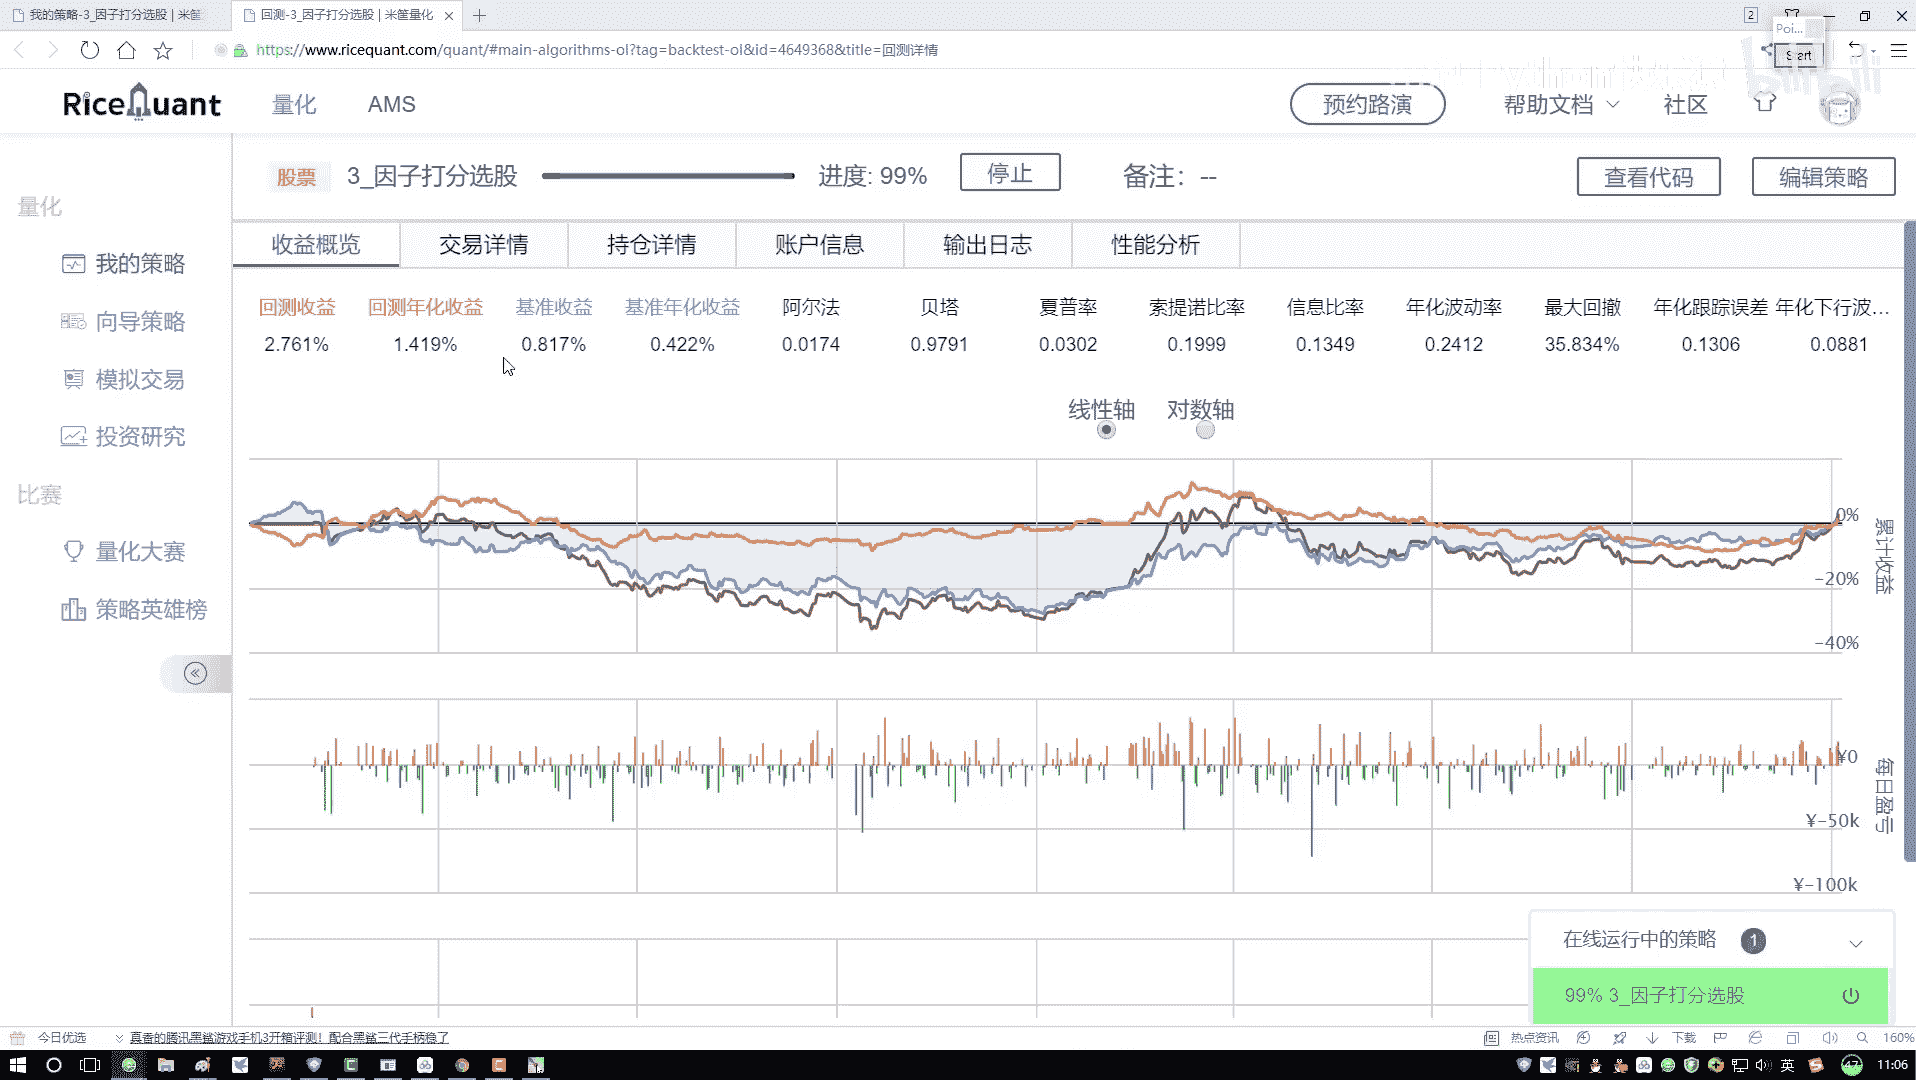 我的策略-3_因子打分选股 | 米筐
回测-3_因子打分选股 | 米筐量化
2
https://www.ricequant.com/quant/#main-algorithms-ol?tag=backtest-ol&id=4649368&title=回测详情
Poi...
Start
RiceQuant
量化
AMS
预约路演
帮助文档
社区
股票
3_因子打分选股
进度: 99%
停止
备注: --
查看代码
编辑策略
量化
我的策略
向导策略
模拟交易
投资研究
比赛
量化大赛
策略英雄榜
收益概览 交易详情 持仓详情 账户信息 输出日志 性能分析
回测收益 回测年化收益 基准收益 基准年化收益 阿尔法 贝塔 夏普率 索提诺比率 信息比率 年化波动率 最大回撤 年化跟踪误差 年化下行波...
2.761% 1.419% 0.817% 0.422% 0.0174 0.9791 0.0302 0.1999 0.1349 0.2412 35.834% 0.1306 0.0881
线性轴 对数轴
0%
-20%
-40%
累计收益
¥0
¥-50k
¥-100k
每日盈亏
在线运行中的策略 1
99% 3_因子打分选股
今日优选
真香的腾讯黑鲨游戏手机3开箱评测！配合黑鲨三代手柄稳了
热点资讯
下载
160%
英
47
11:06